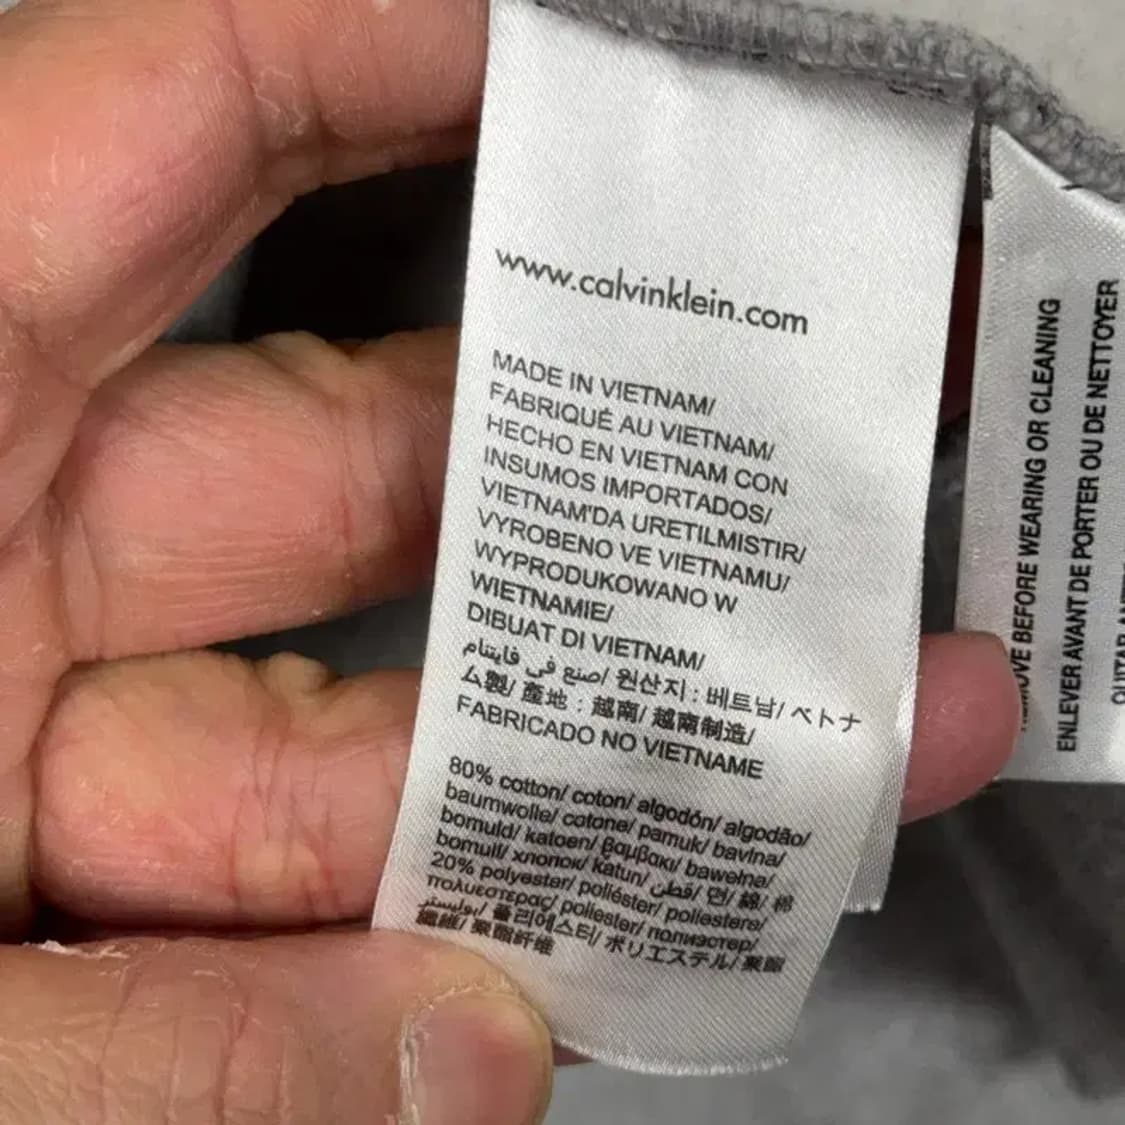 www.calvinklein.com
MADE IN VIETNAM/
FABRIQUÉ AU VIETNAM/
HECHO EN VIETNAM CON
INSUMOS IMPORTADOS/
VIETNAM'DA URETILMISTIR/
VYROBENO VE VIETNAMU/
WYPRODUKOWANO W
WIETNAMIE/
DIBUAT DI VIETNAM/
صنع في فايتنام/ 원산지 : 베트남/ ベトナ
ム製/ 產地 : 越南/ 越南制造/
FABRICADO NO VIETNAME
80% cotton/ coton/ algodón/ algodão/
baumwolle/ cotone/ pamuk/ bavlna/
bomuld/ katoen/ βαμβακι/ bawełna/
bomull/ хлопок/ katun/ قطن/ 면/ 綿/ 棉
20% polyester/ poliéster/ poliestere/
πολυεστερας/ poliester/ полиэстер/
بوليستر/ 폴리에스터/ ポリエステル/ 聚酯
纖維/ 聚酯纤维
BEFORE WEARING OR CLEANING
ENLEVER AVANT DE PORTER OU DE NETTOYER
QUITAR